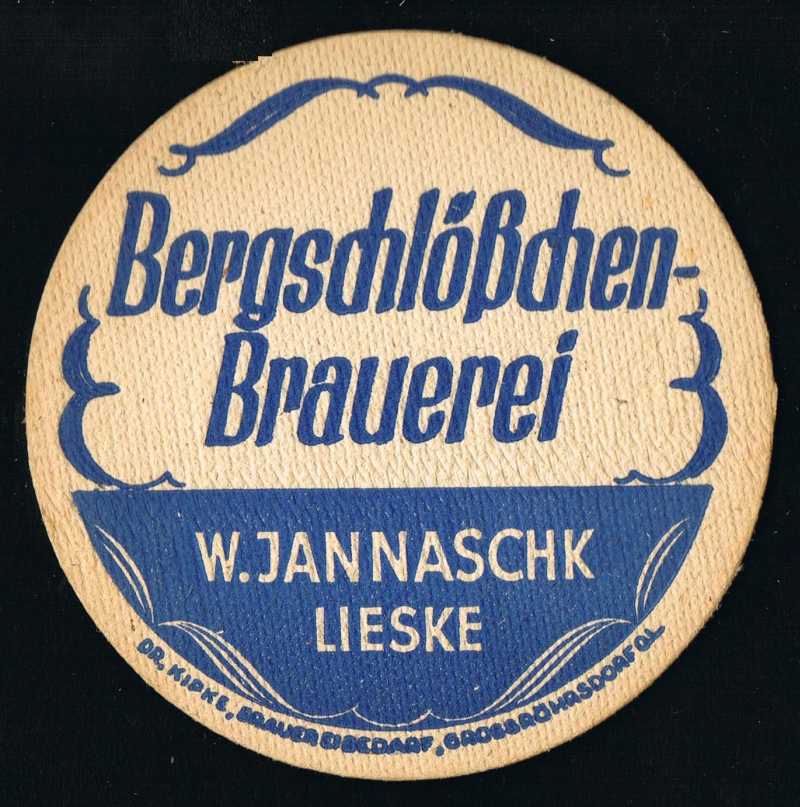 Bergschlößchen-
Brauerei
W. JANNASCHK
LIESKE
DR. KIPKE, BRAUEREIBEDARF, GROSSRÖHRSDORF O.L.